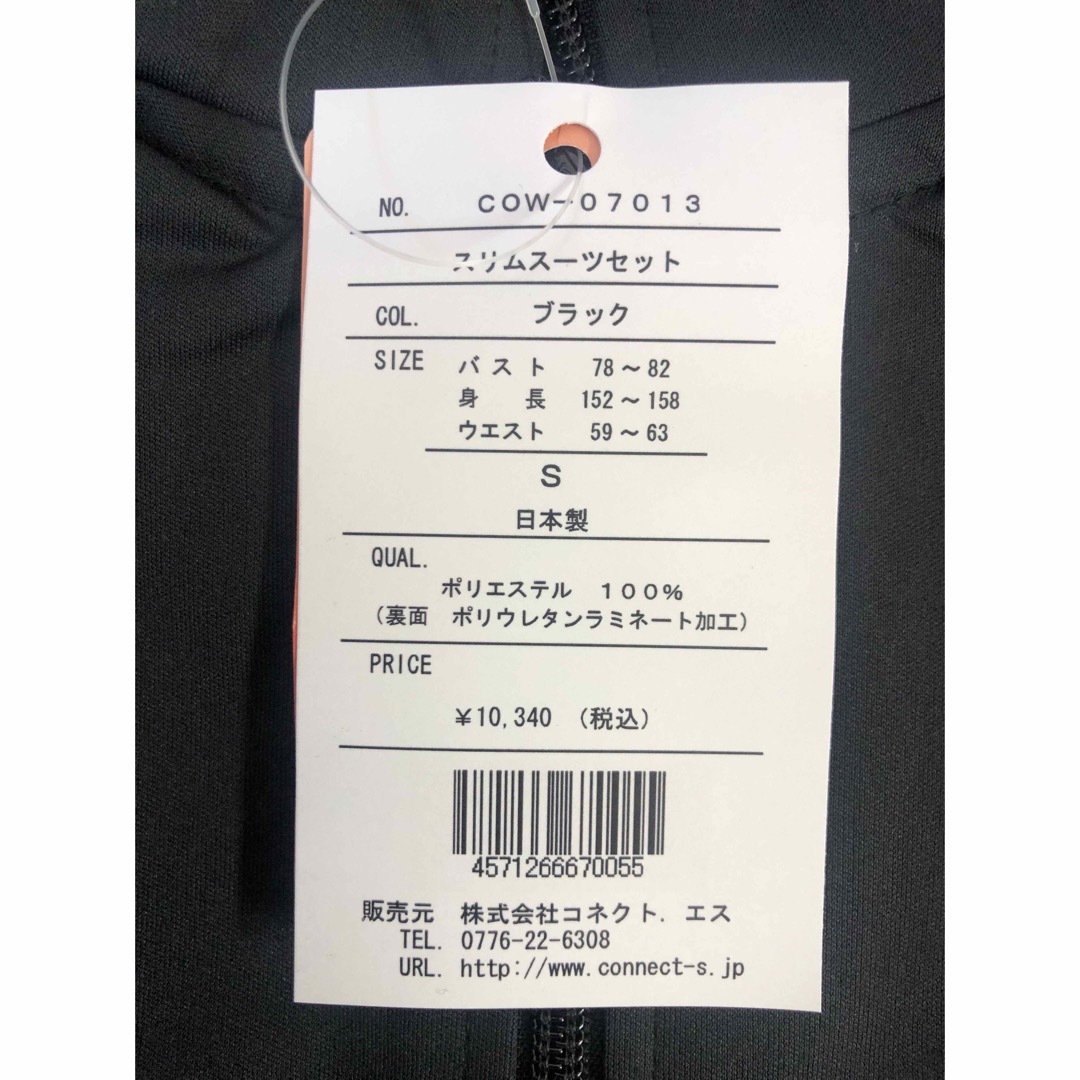 NO. COW-07013
スリムスーツセット
COL. ブラック
SIZE バスト 78～82
身長 152～158
ウエスト 59～63
S
日本製
QUAL.
ポリエステル 100%
(裏面 ポリウレタンラミネート加工)
PRICE
¥10,340 (税込)
4571266670055
販売元 株式会社コネクト．エス
TEL. 0776-22-6308
URL. http://www.connect-s.jp